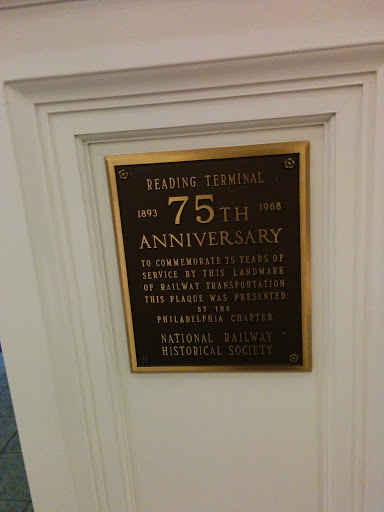 READING TERMINAL
1893 75TH 1968
ANNIVERSARY
TO COMMEMORATE 75 YEARS OF
SERVICE BY THIS LANDMARK
OF RAILWAY TRANSPORTATION
THIS PLAQUE WAS PRESENTED
BY THE
PHILADELPHIA CHAPTER
NATIONAL RAILWAY
HISTORICAL SOCIETY